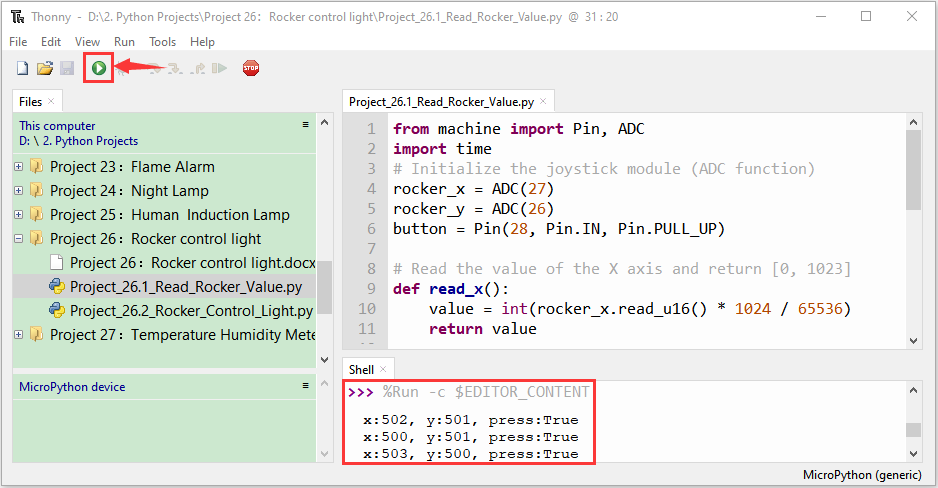 Thonny - D:\2. Python Projects\Project 26：Rocker control light\Project_26.1_Read_Rocker_Value.py @ 31 : 20
File Edit View Run Tools Help
STOP
Files
This computer
D: \ 2. Python Projects
Project 23：Flame Alarm
Project 24：Night Lamp
Project 25：Human  Induction Lamp
Project 26：Rocker control light
Project 26：Rocker control light.docx
Project_26.1_Read_Rocker_Value.py
Project_26.2_Rocker_Control_Light.py
Project 27：Temperature Humidity Mete
MicroPython device
Project_26.1_Read_Rocker_Value.py
1 from machine import Pin, ADC
2 import time
3 # Initialize the joystick module (ADC function)
4 rocker_x = ADC(27)
5 rocker_y = ADC(26)
6 button = Pin(28, Pin.IN, Pin.PULL_UP)
7
8 # Read the value of the X axis and return [0, 1023]
9 def read_x():
10 value = int(rocker_x.read_u16() * 1024 / 65536)
11 return value
Shell
>>> %Run -c $EDITOR_CONTENT
x:502, y:501, press:True
x:500, y:501, press:True
x:503, y:500, press:True
MicroPython (generic)